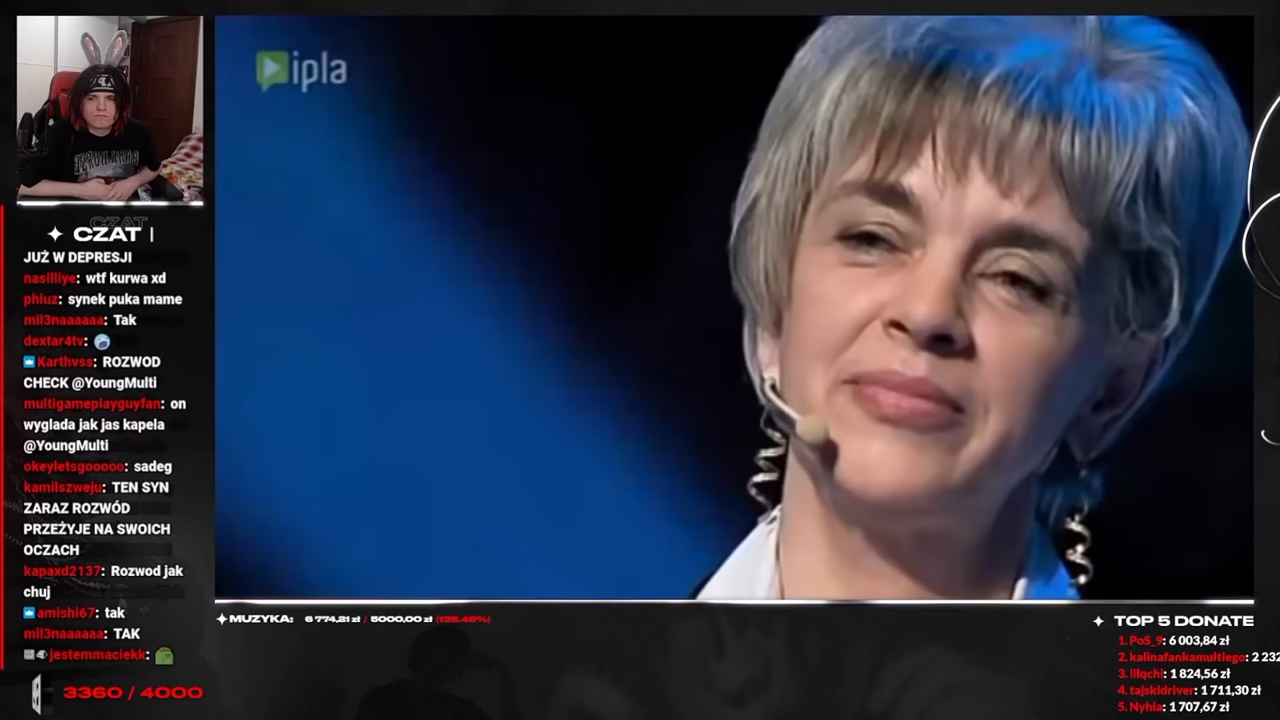 ipla
CZAT
CZAT |
JUŻ W DEPRESJI
nasilliye: wtf kurwa xd
phiuz: synek puka mame
mil3naaaaaa: Tak
dextar4tv:
Karthvss: ROZWOD
CHECK @YoungMulti
multigameplayguyfan: on
wyglada jak jas kapela
@YoungMulti
okeyletsgooooo: sadeg
kamilszweju: TEN SYN
ZARAZ ROZWÓD
PRZEŻYJE NA SWOICH
OCZACH
kapaxd2137: Rozwod jak
chuj
amishi67: tak
mil3naaaaaa: TAK
jestemmaciekk:
3360 / 4000
MUZYKA: 6 774,21 zł / 5000,00 zł (135.48%)
TOP 5 DONATE
1. PoS_9: 6 003,84 zł
2. kalinafankamultiego: 2 232
3. lilqchi: 1 824,56 zł
4. tajskidriver: 1 711,30 zł
5. Nyhia: 1 707,67 zł